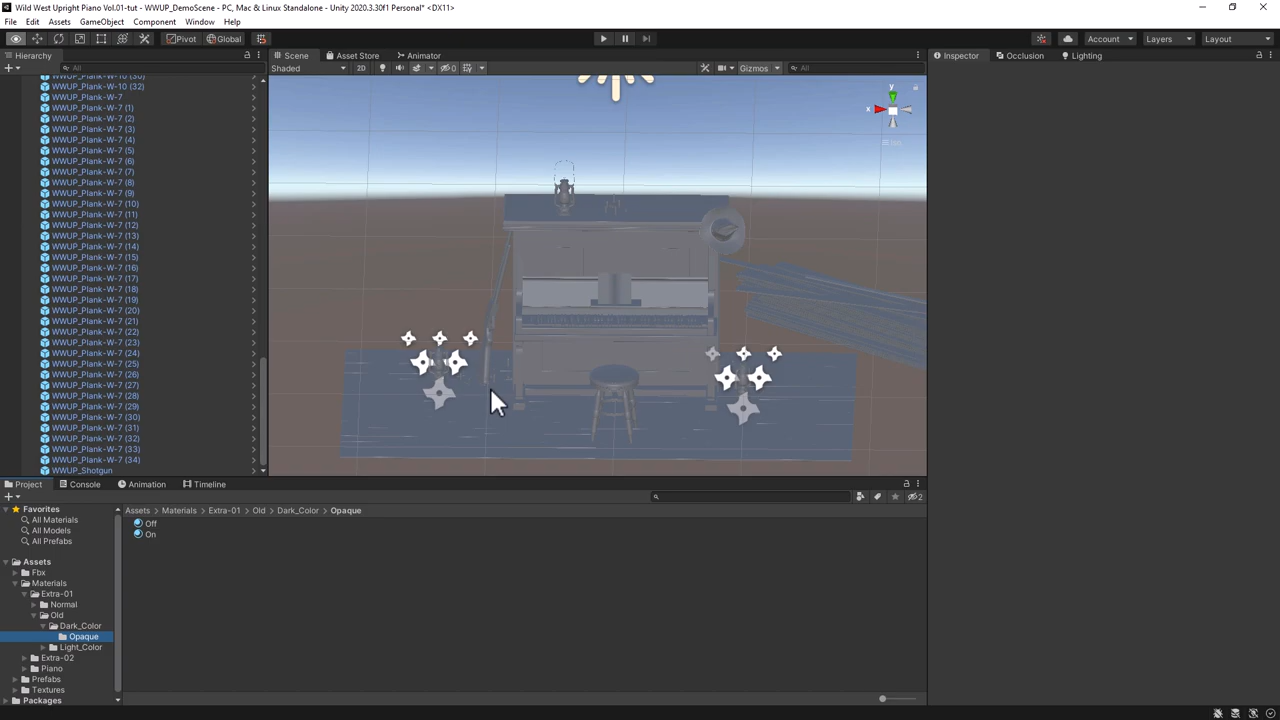 Wild West Upright Piano Vol.01-tut - WWUP_DemoScene - PC, Mac & Linux Standalone - Unity 2020.3.30f1 Personal* <DX11>
File Edit Assets GameObject Component Window Help
Pivot Global Account Layers Layout
Hierarchy Scene Asset Store Animator Inspector Occlusion Lighting
All Shaded 2D 0 Gizmos All
WWUP_Plank-W-10 (30)
WWUP_Plank-W-10 (32)
WWUP_Plank-W-7
WWUP_Plank-W-7 (1)
WWUP_Plank-W-7 (2)
WWUP_Plank-W-7 (3)
WWUP_Plank-W-7 (4)
WWUP_Plank-W-7 (5)
WWUP_Plank-W-7 (6)
WWUP_Plank-W-7 (7)
WWUP_Plank-W-7 (8)
WWUP_Plank-W-7 (9)
WWUP_Plank-W-7 (10)
WWUP_Plank-W-7 (11)
WWUP_Plank-W-7 (12)
WWUP_Plank-W-7 (13)
WWUP_Plank-W-7 (14)
WWUP_Plank-W-7 (15)
WWUP_Plank-W-7 (16)
WWUP_Plank-W-7 (17)
WWUP_Plank-W-7 (18)
WWUP_Plank-W-7 (19)
WWUP_Plank-W-7 (20)
WWUP_Plank-W-7 (21)
WWUP_Plank-W-7 (22)
WWUP_Plank-W-7 (23)
WWUP_Plank-W-7 (24)
WWUP_Plank-W-7 (25)
WWUP_Plank-W-7 (26)
WWUP_Plank-W-7 (27)
WWUP_Plank-W-7 (28)
WWUP_Plank-W-7 (29)
WWUP_Plank-W-7 (30)
WWUP_Plank-W-7 (31)
WWUP_Plank-W-7 (32)
WWUP_Plank-W-7 (33)
WWUP_Plank-W-7 (34)
WWUP_Shotgun
y
x
Project Console Animation Timeline
2
Favorites
All Materials
All Models
All Prefabs
Assets
Fbx
Materials
Extra-01
Normal
Old
Dark_Color
Opaque
Light_Color
Extra-02
Piano
Prefabs
Textures
Packages
Assets > Materials > Extra-01 > Old > Dark_Color > Opaque
Off
On